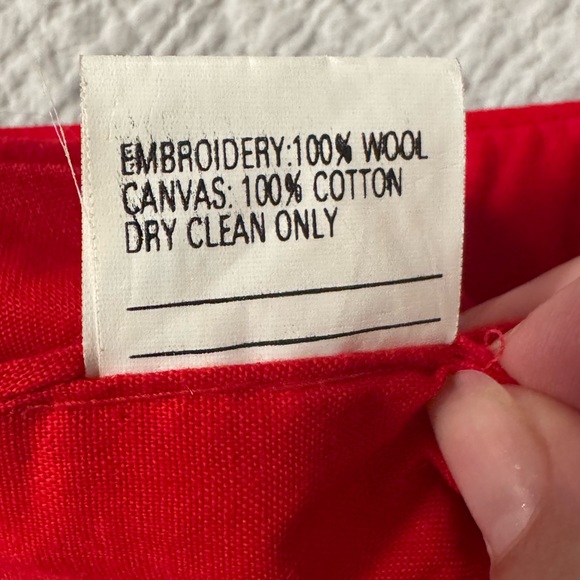 EMBROIDERY:100% WOOL
CANVAS: 100% COTTON
DRY CLEAN ONLY